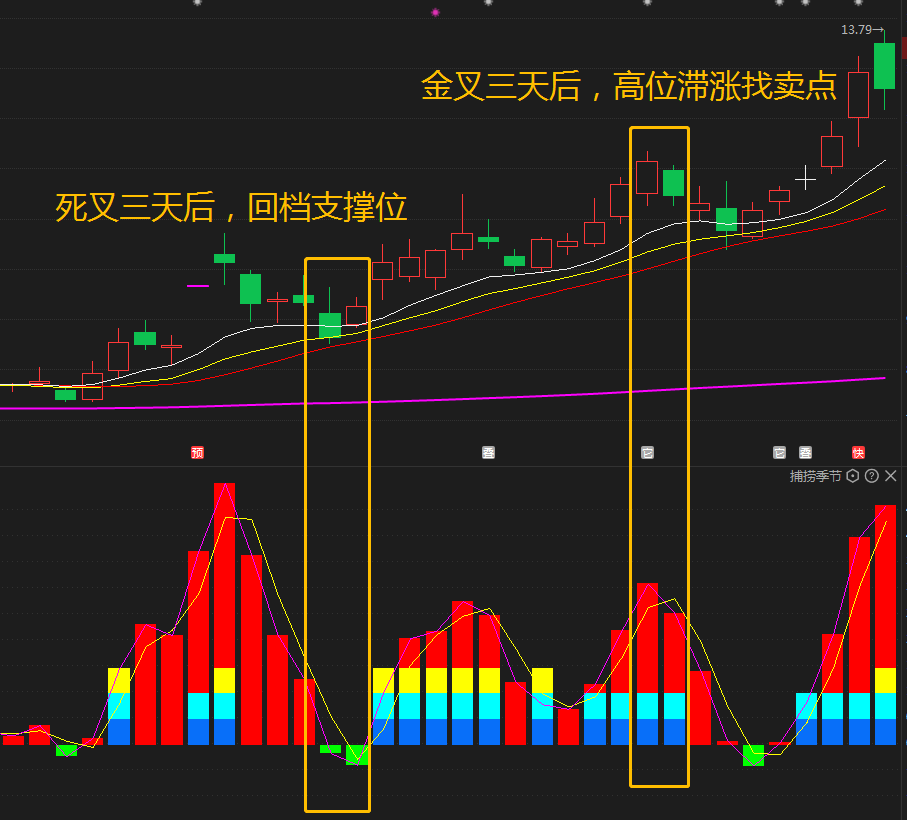 13.79→
金叉三天后，高位滞涨找卖点
死叉三天后，回档支撑位
预
捕捞季节
快